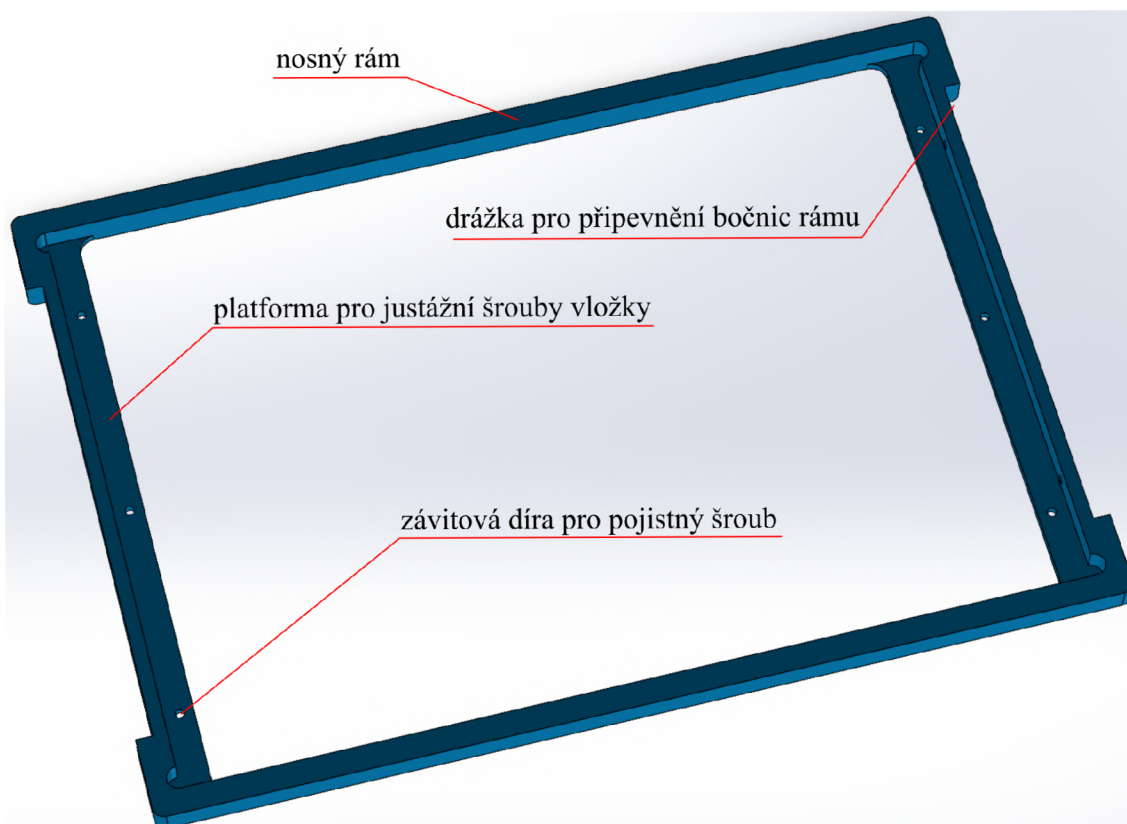 nosný rám
drážka pro připevnění bočnic rámu
platforma pro justážní šrouby vložky
závitová díra pro pojistný šroub